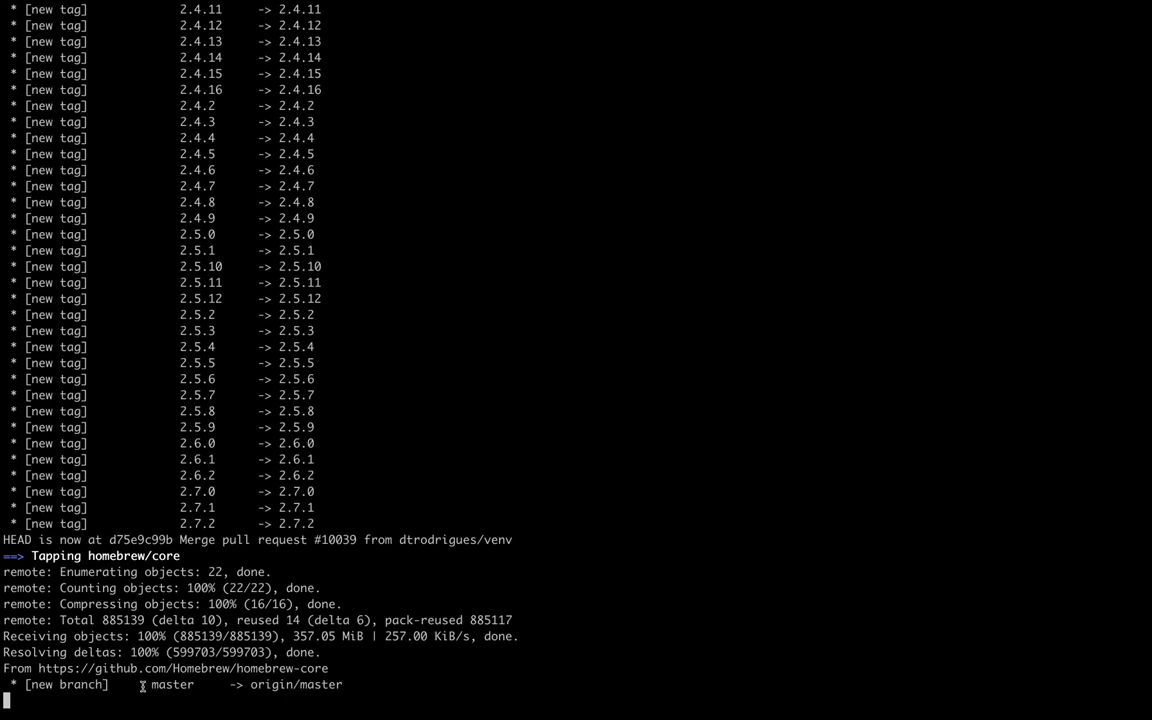 * [new tag]             2.4.11     -> 2.4.11
 * [new tag]             2.4.12     -> 2.4.12
 * [new tag]             2.4.13     -> 2.4.13
 * [new tag]             2.4.14     -> 2.4.14
 * [new tag]             2.4.15     -> 2.4.15
 * [new tag]             2.4.16     -> 2.4.16
 * [new tag]             2.4.2      -> 2.4.2
 * [new tag]             2.4.3      -> 2.4.3
 * [new tag]             2.4.4      -> 2.4.4
 * [new tag]             2.4.5      -> 2.4.5
 * [new tag]             2.4.6      -> 2.4.6
 * [new tag]             2.4.7      -> 2.4.7
 * [new tag]             2.4.8      -> 2.4.8
 * [new tag]             2.4.9      -> 2.4.9
 * [new tag]             2.5.0      -> 2.5.0
 * [new tag]             2.5.1      -> 2.5.1
 * [new tag]             2.5.10     -> 2.5.10
 * [new tag]             2.5.11     -> 2.5.11
 * [new tag]             2.5.12     -> 2.5.12
 * [new tag]             2.5.2      -> 2.5.2
 * [new tag]             2.5.3      -> 2.5.3
 * [new tag]             2.5.4      -> 2.5.4
 * [new tag]             2.5.5      -> 2.5.5
 * [new tag]             2.5.6      -> 2.5.6
 * [new tag]             2.5.7      -> 2.5.7
 * [new tag]             2.5.8      -> 2.5.8
 * [new tag]             2.5.9      -> 2.5.9
 * [new tag]             2.6.0      -> 2.6.0
 * [new tag]             2.6.1      -> 2.6.1
 * [new tag]             2.6.2      -> 2.6.2
 * [new tag]             2.7.0      -> 2.7.0
 * [new tag]             2.7.1      -> 2.7.1
 * [new tag]             2.7.2      -> 2.7.2
HEAD is now at d75e9c99b Merge pull request #10039 from dtrodrigues/venv
==> Tapping homebrew/core
remote: Enumerating objects: 22, done.
remote: Counting objects: 100% (22/22), done.
remote: Compressing objects: 100% (16/16), done.
remote: Total 885139 (delta 10), reused 14 (delta 6), pack-reused 885117
Receiving objects: 100% (885139/885139), 357.05 MiB | 257.00 KiB/s, done.
Resolving deltas: 100% (599703/599703), done.
From https://github.com/Homebrew/homebrew-core
 * [new branch]      master     -> origin/master